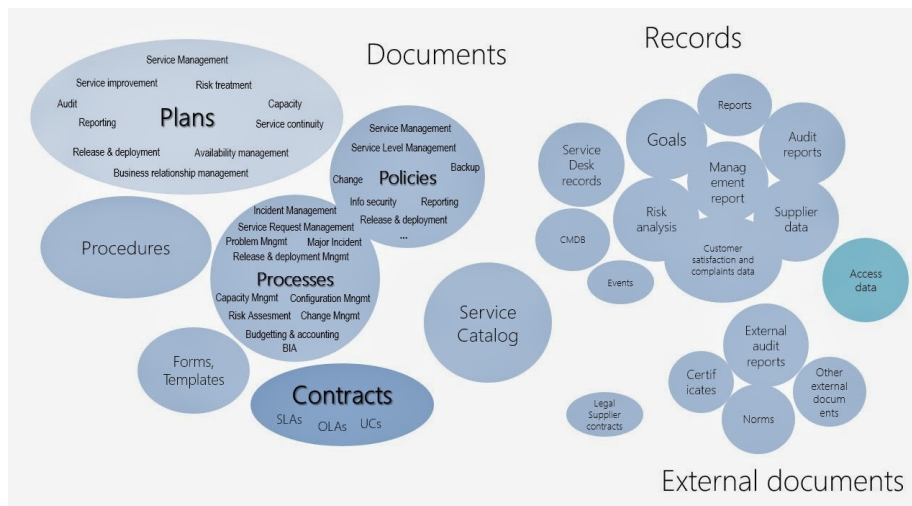 Documents
Records
Service Management
Service improvement
Risk treatment
Audit
Capacity
Plans
Reporting
Service continuity
Release & deployment
Availability management
Business relationship management
Service Management
Service Level Management
Backup
Change
Policies
Info security
Reporting
Release & deployment
...
Procedures
Incident Management
Service Request Management
Problem Mngmt
Major Incident
Release & deployment Mngmt
Processes
Capacity Mngmt
Configuration Mngmt
Risk Assesment
Change Mngmt
Budgetting & accounting
BIA
Forms,
Templates
Contracts
SLAs
OLAs
UCs
Service
Catalog
Reports
Goals
Audit
reports
Service
Desk
records
Manag
ement
report
Risk
analysis
Supplier
data
CMDB
Customer
satisfaction and
complaints data
Events
Access
data
External
audit
reports
Certif
icates
Other
external
docum
ents
Norms
Legal
Supplier
contracts
External documents